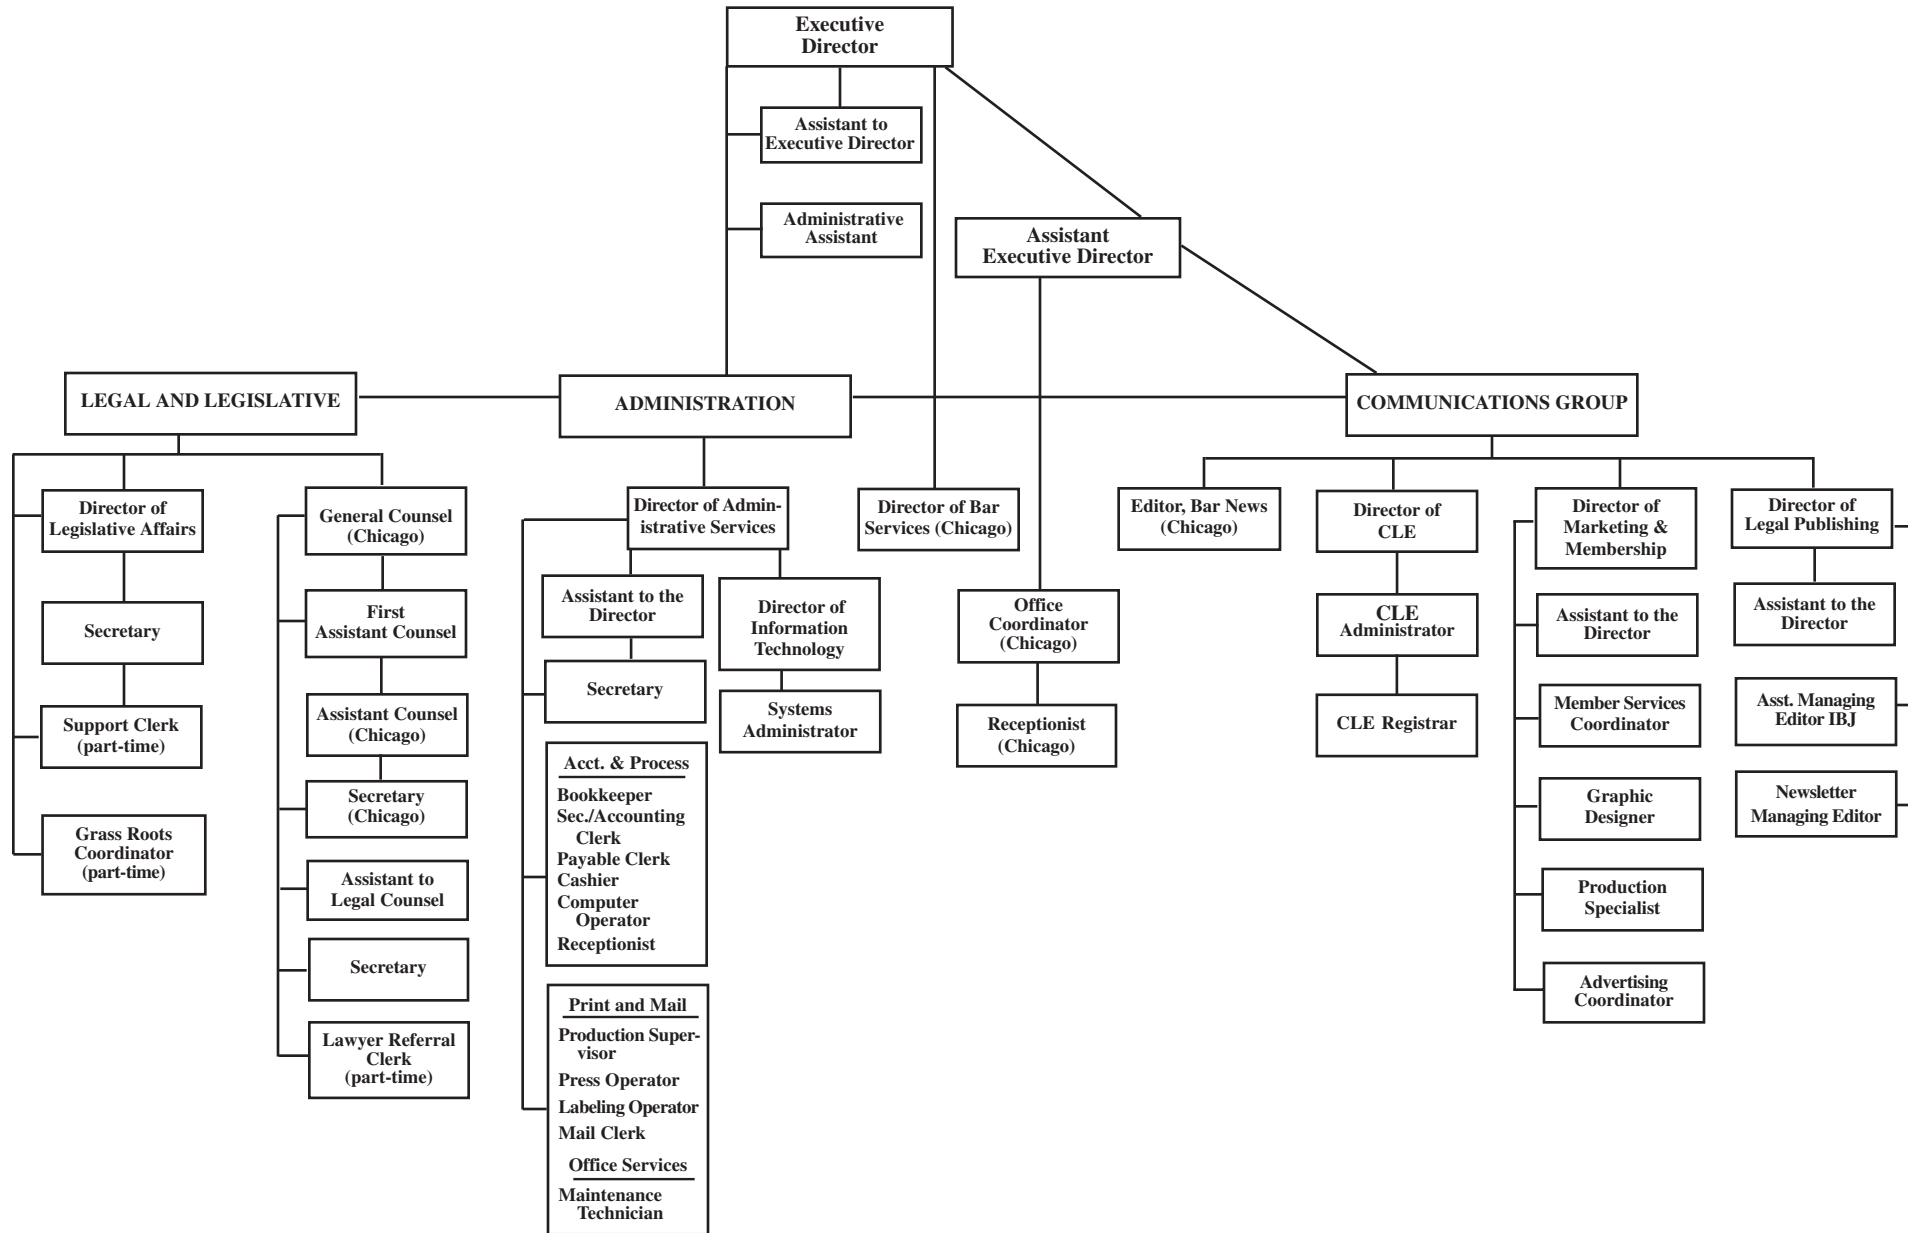 Executive
Director
Assistant to
Executive Director
Administrative
Assistant
Assistant
Executive Director
LEGAL AND LEGISLATIVE
ADMINISTRATION
COMMUNICATIONS GROUP
Director of
Legislative Affairs
Secretary
Support Clerk
(part-time)
Grass Roots
Coordinator
(part-time)
General Counsel
(Chicago)
First
Assistant Counsel
Assistant Counsel
(Chicago)
Secretary
(Chicago)
Assistant to
Legal Counsel
Secretary
Lawyer Referral
Clerk
(part-time)
Director of Admin-
istrative Services
Assistant to the
Director
Secretary
Acct. & Process
Bookkeeper
Sec./Accounting
Clerk
Payable Clerk
Cashier
Computer
Operator
Receptionist
Print and Mail
Production Super-
visor
Press Operator
Labeling Operator
Mail Clerk
Office Services
Maintenance
Technician
Director of
Information
Technology
Systems
Administrator
Director of Bar
Services (Chicago)
Office
Coordinator
(Chicago)
Receptionist
(Chicago)
Editor, Bar News
(Chicago)
Director of
CLE
CLE
Administrator
CLE Registrar
Director of
Marketing &
Membership
Assistant to the
Director
Member Services
Coordinator
Graphic
Designer
Production
Specialist
Advertising
Coordinator
Director of
Legal Publishing
Assistant to the
Director
Asst. Managing
Editor IBJ
Newsletter
Managing Editor